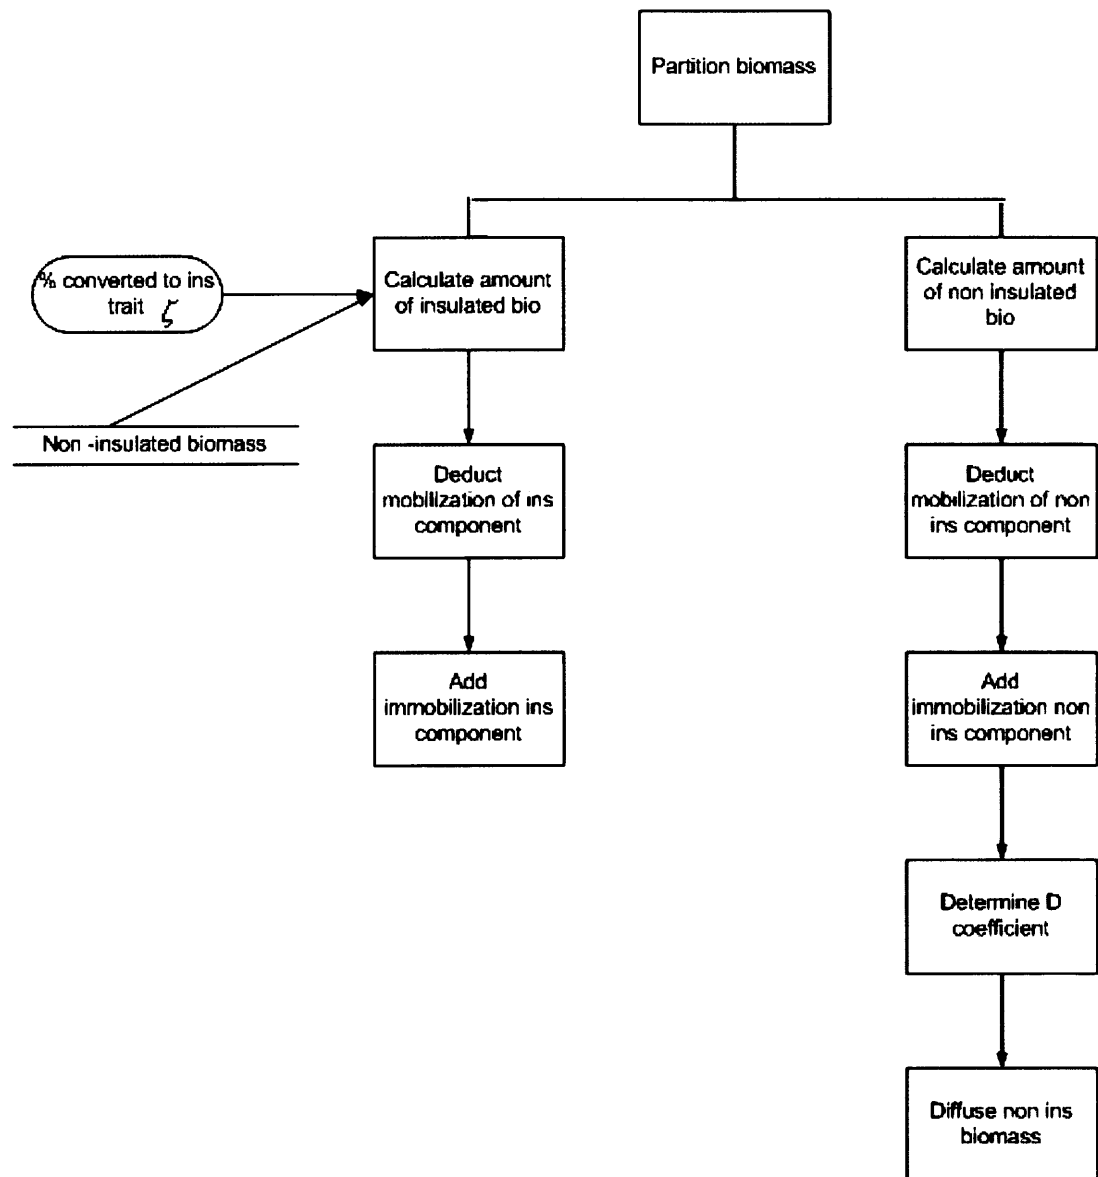 Partition biomass
% converted to ins
trait ζ
Calculate amount
of insulated bio
Calculate amount
of non insulated
bio
Non -insulated biomass
Deduct
mobilization of ins
component
Deduct
mobilization of non
ins component
Add
immobilization ins
component
Add
immobilization non
ins component
Determine D
coefficient
Diffuse non ins
biomass